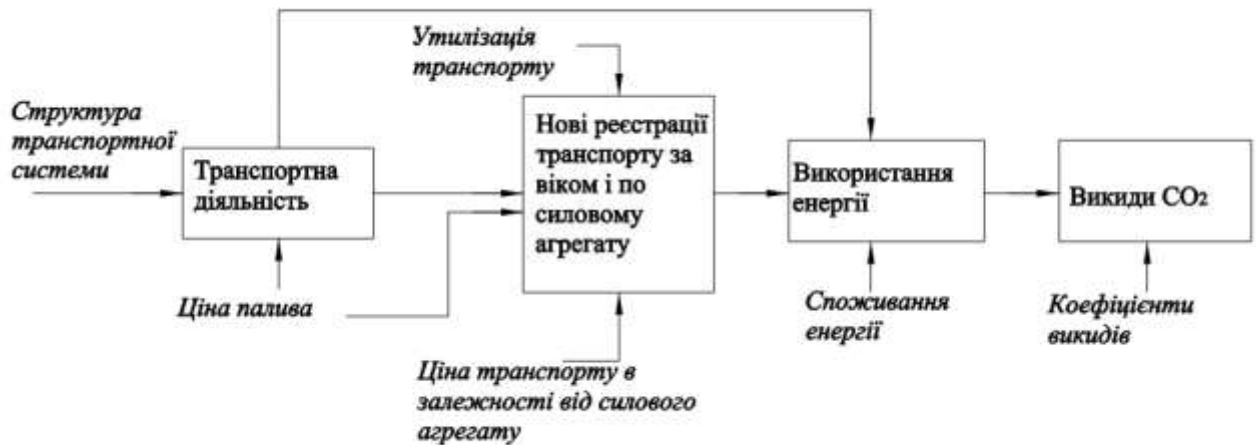 Утилізація
транспорту
Структура
транспортної
системи
Транспортна
діяльність
Нові реєстрації
транспорту за
віком і по
силовому
агрегату
Використання
енергії
Викиди CO₂
Ціна палива
Споживання
енергії
Коефіцієнти
викидів
Ціна транспорту в
залежності від силового
агрегату